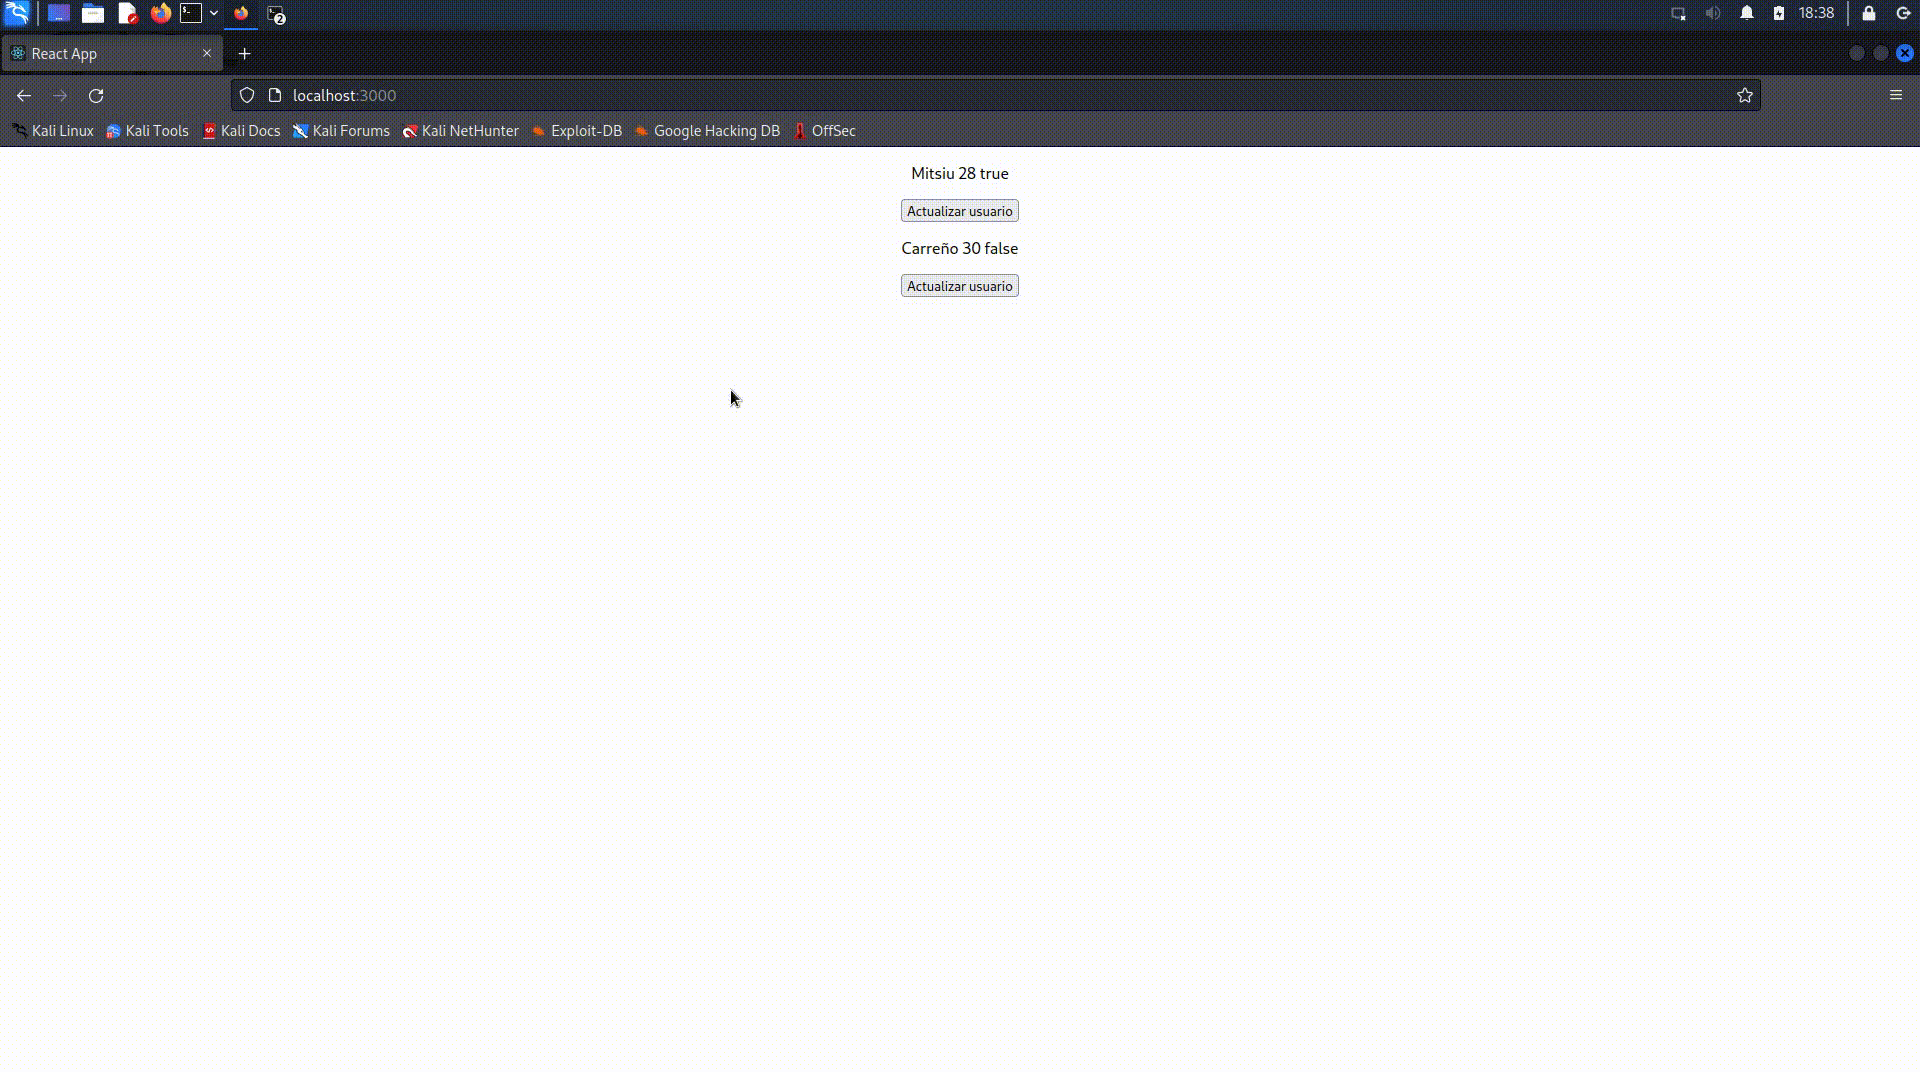 2
18:38
React App
localhost:3000
Kali Linux Kali Tools Kali Docs Kali Forums Kali NetHunter Exploit-DB Google Hacking DB OffSec
Mitsiu 28 true
Actualizar usuario
Carreño 30 false
Actualizar usuario